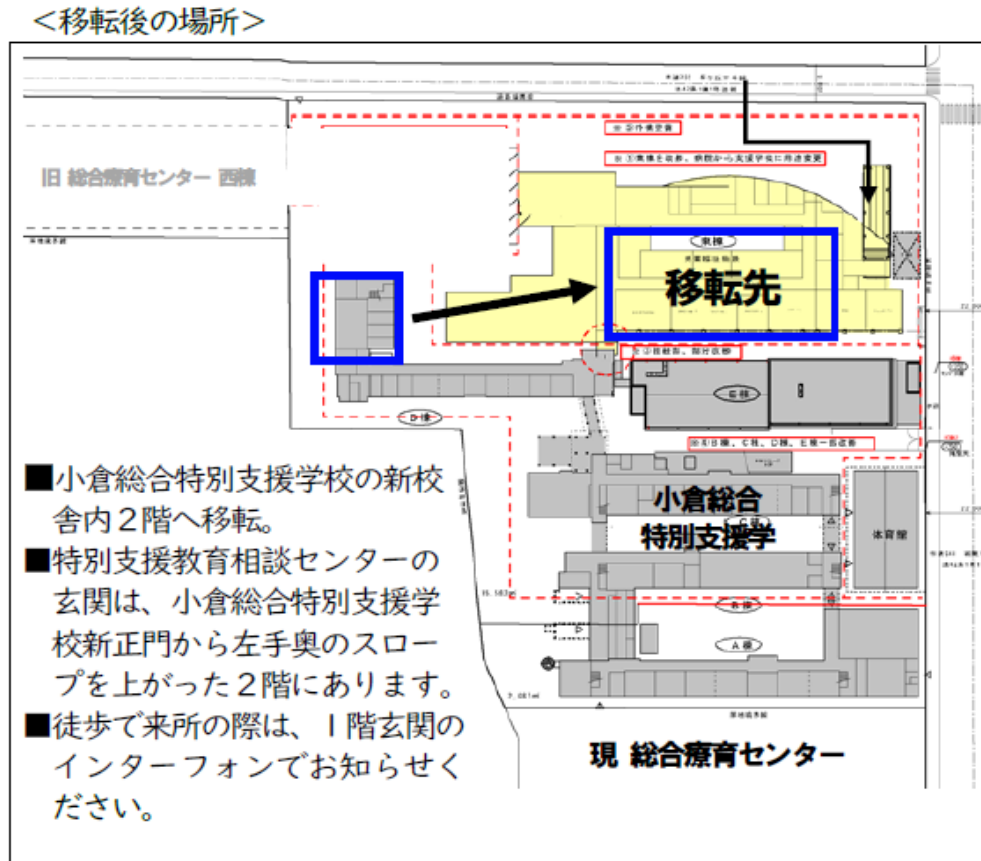 <移転後の場所>
旧 総合療育センター 西棟
東棟
移転先
E棟
D棟
小倉総合
特別支援学
体育館
B棟
A棟
現 総合療育センター
■小倉総合特別支援学校の新校
舎内2階へ移転。
■特別支援教育相談センターの
玄関は、小倉総合特別支援学
校新正門から左手奥のスロー
プを上がった2階にあります。
■徒歩で来所の際は、1階玄関の
インターフォンでお知らせく
ださい。